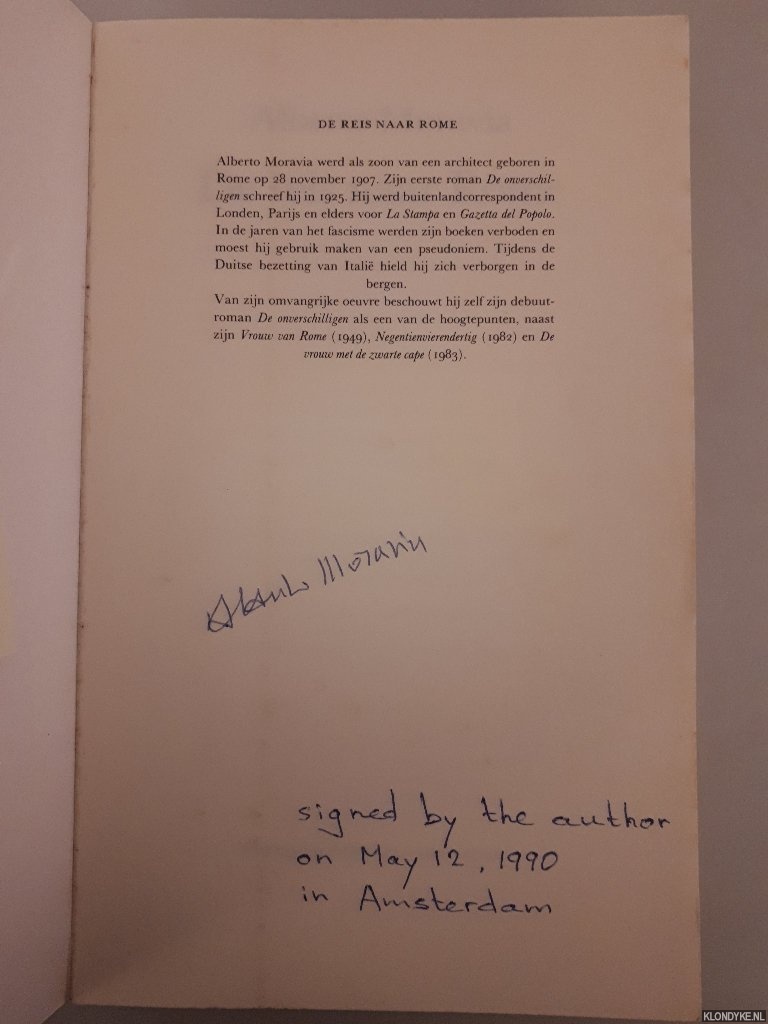 DE REIS NAAR ROME
Alberto Moravia werd als zoon van een architect geboren in
Rome op 28 november 1907. Zijn eerste roman De onverschil-
ligen schreef hij in 1925. Hij werd buitenlandcorrespondent in
Londen, Parijs en elders voor La Stampa en Gazetta del Popolo.
In de jaren van het fascisme werden zijn boeken verboden en
moest hij gebruik maken van een pseudoniem. Tijdens de
Duitse bezetting van Italië hield hij zich verborgen in de
bergen.
Van zijn omvangrijke oeuvre beschouwt hij zelf zijn debuut-
roman De onverschilligen als een van de hoogtepunten, naast
zijn Vrouw van Rome (1949), Negentienvierendertig (1982) en De
vrouw met de zwarte cape (1983).
Alberto Moravia
signed by the author
on May 12, 1990
in Amsterdam
KLONDYKE.NL